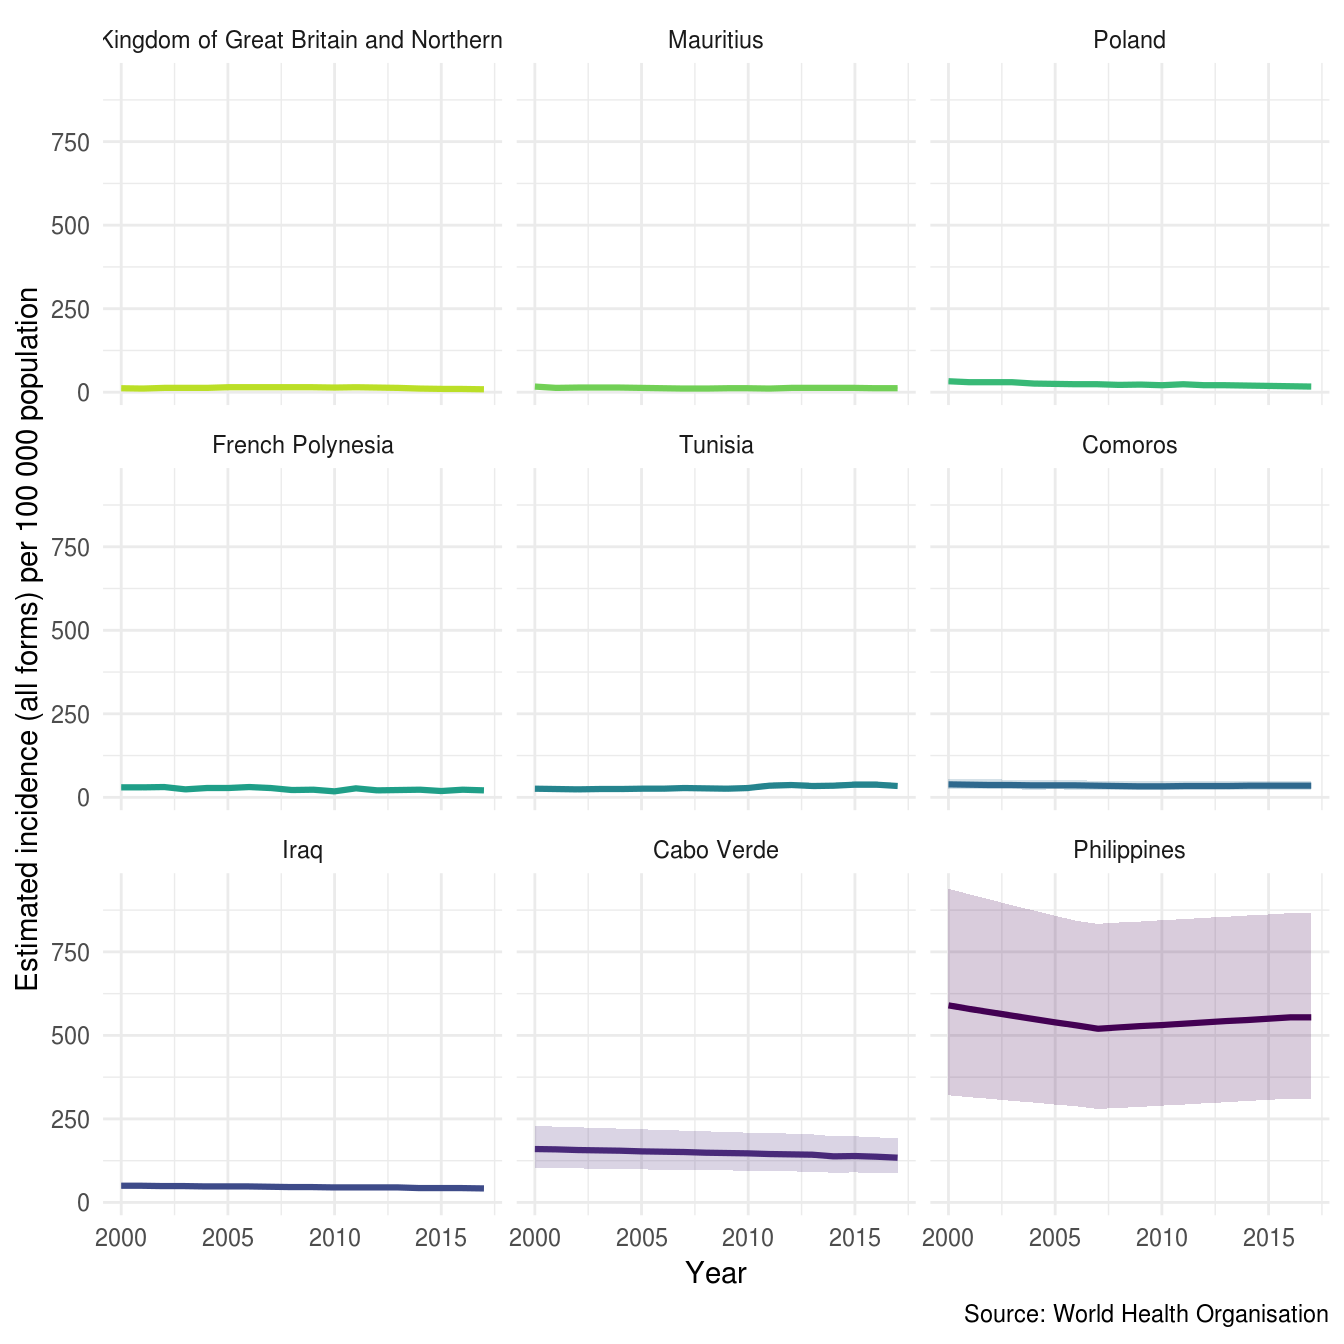 Kingdom of Great Britain and Northern
Mauritius
Poland
750
500
250
0
French Polynesia
Tunisia
Comoros
750
500
250
0
Iraq
Cabo Verde
Philippines
750
500
250
0
2000 2005 2010 2015 2000 2005 2010 2015 2000 2005 2010 2015
Estimated incidence (all forms) per 100 000 population
Year
Source: World Health Organisation